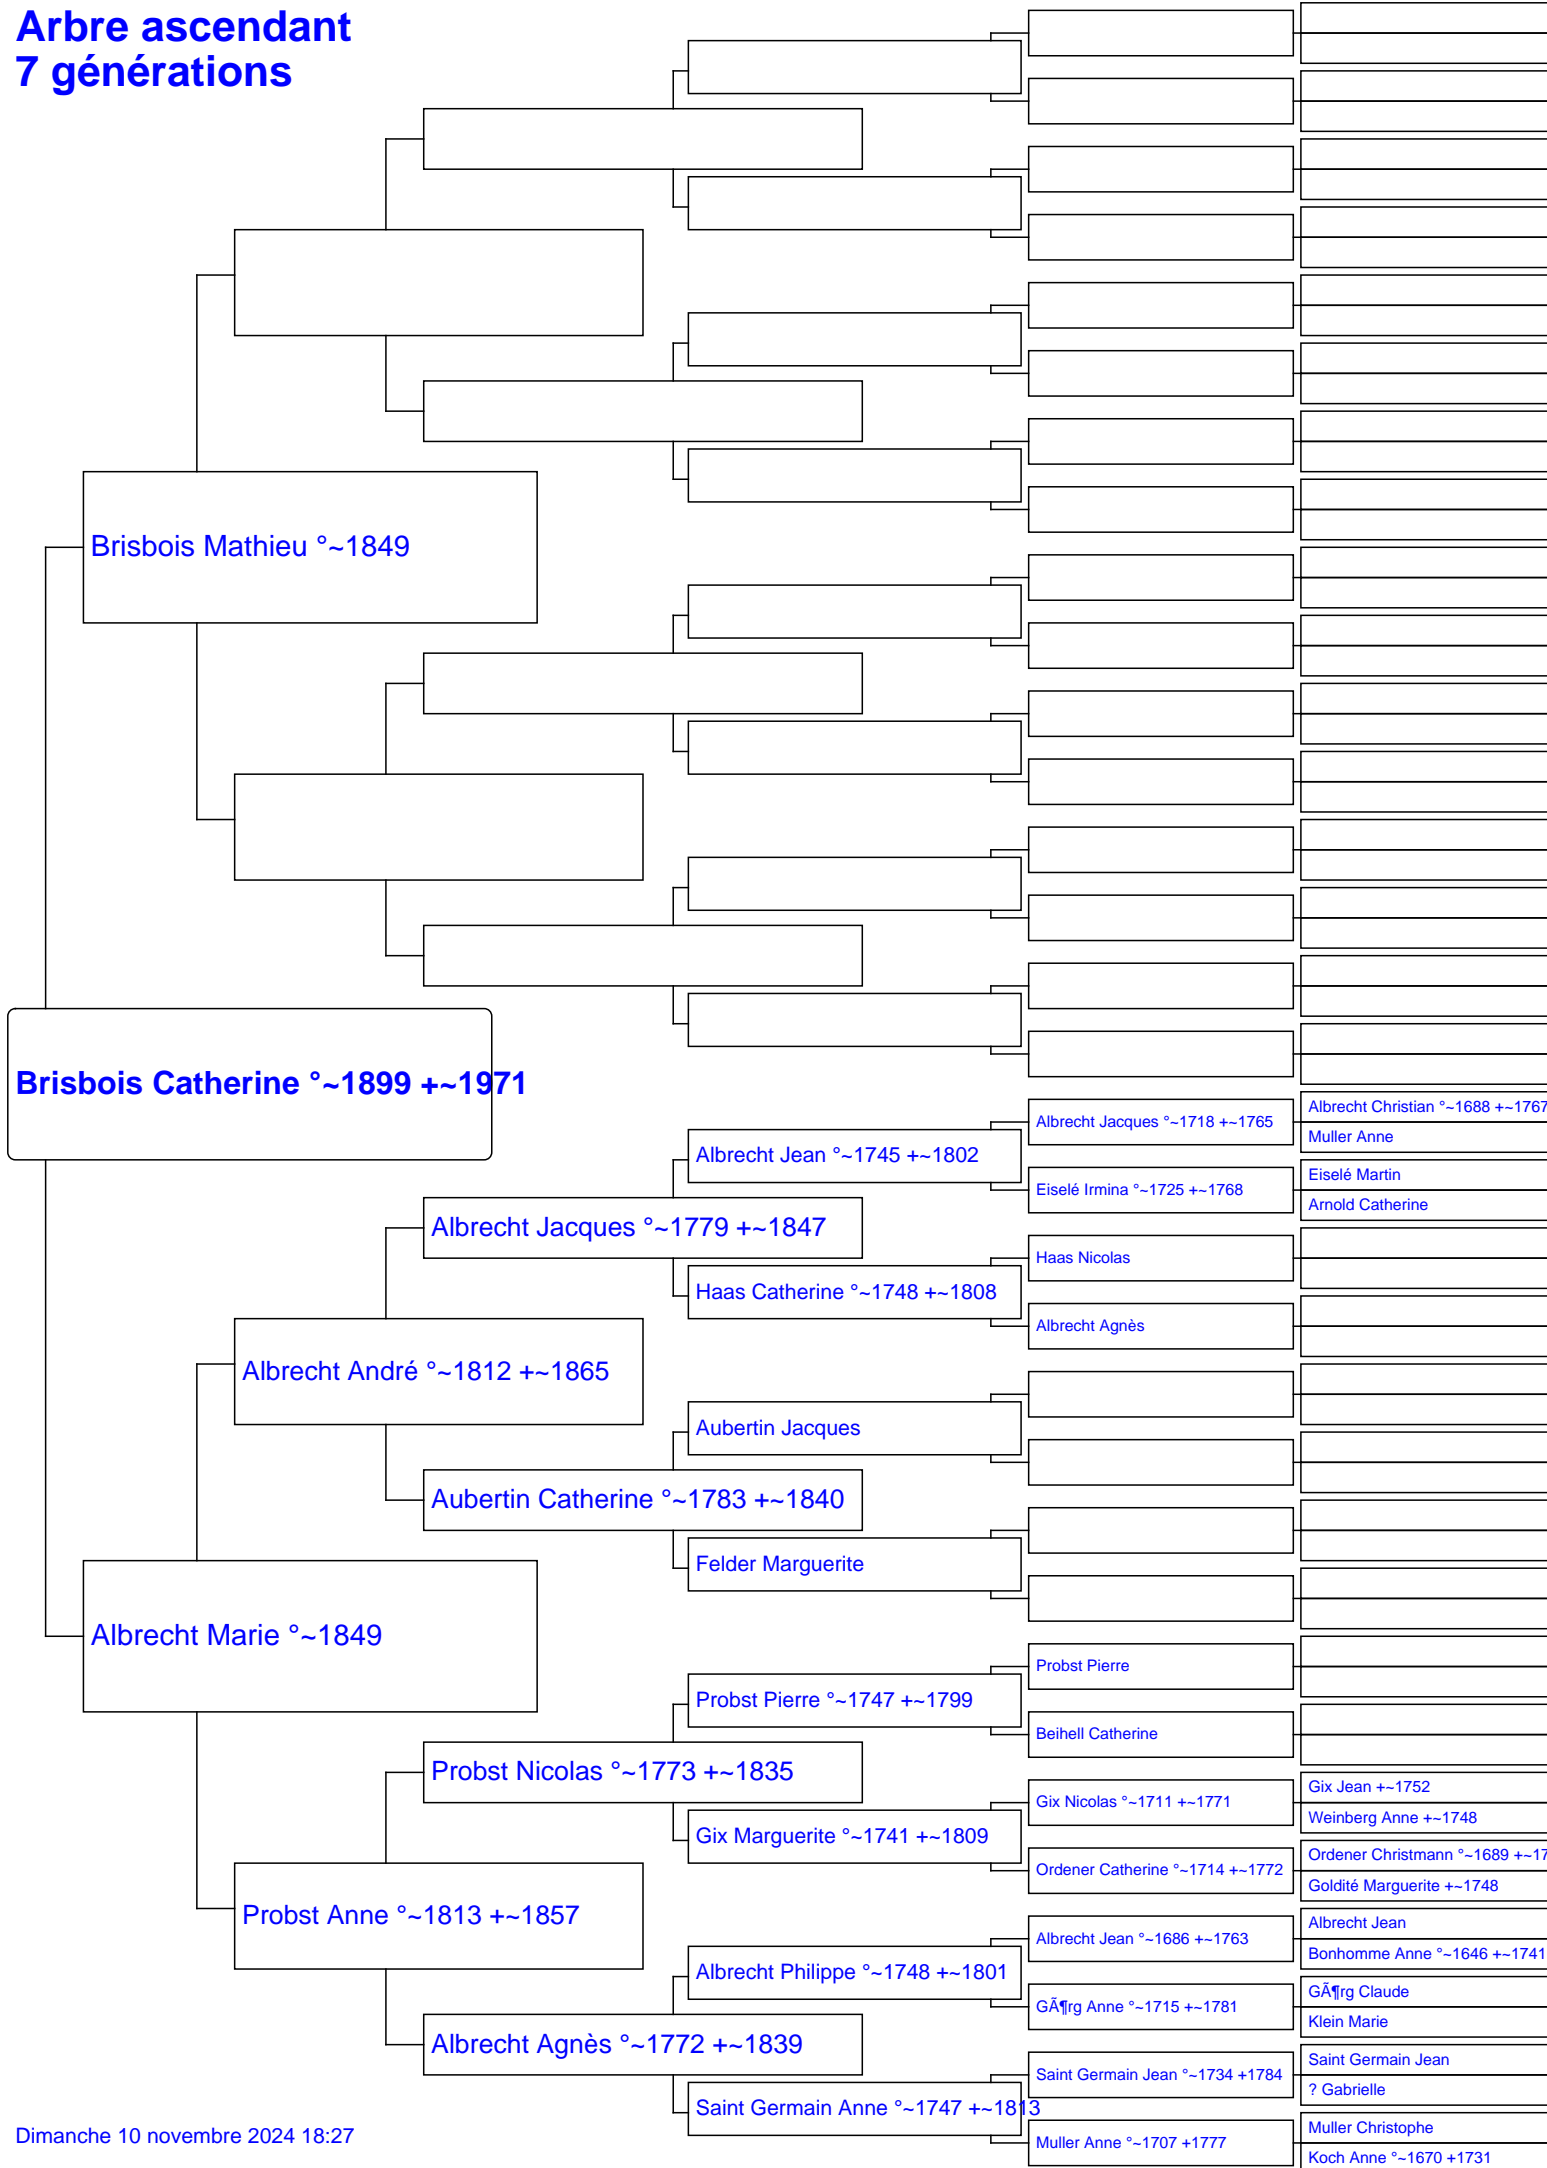 Arbre ascendant
7 générations
Brisbois Mathieu °~1849
Brisbois Catherine °~1899 +~1971
Albrecht Jacques °~1718 +~1765
Albrecht Christian °~1688 +~1767
Muller Anne
Albrecht Jean °~1745 +~1802
Eiselé Irmina °~1725 +~1768
Eiselé Martin
Arnold Catherine
Albrecht Jacques °~1779 +~1847
Haas Nicolas
Haas Catherine °~1748 +~1808
Albrecht Agnès
Albrecht André °~1812 +~1865
Aubertin Jacques
Aubertin Catherine °~1783 +~1840
Felder Marguerite
Albrecht Marie °~1849
Probst Pierre
Probst Pierre °~1747 +~1799
Beihell Catherine
Probst Nicolas °~1773 +~1835
Gix Nicolas °~1711 +~1771
Gix Jean +~1752
Weinberg Anne +~1748
Gix Marguerite °~1741 +~1809
Ordener Catherine °~1714 +~1772
Ordener Christmann °~1689 +~17
Goldité Marguerite +~1748
Probst Anne °~1813 +~1857
Albrecht Jean °~1686 +~1763
Albrecht Jean
Bonhomme Anne °~1646 +~1741
Albrecht Philippe °~1748 +~1801
GÃ¶rg Anne °~1715 +~1781
GÃ¶rg Claude
Klein Marie
Albrecht Agnès °~1772 +~1839
Saint Germain Jean °~1734 +1784
Saint Germain Jean
? Gabrielle
Saint Germain Anne °~1747 +~1813
Muller Anne °~1707 +1777
Muller Christophe
Koch Anne °~1670 +1731
Dimanche 10 novembre 2024 18:27